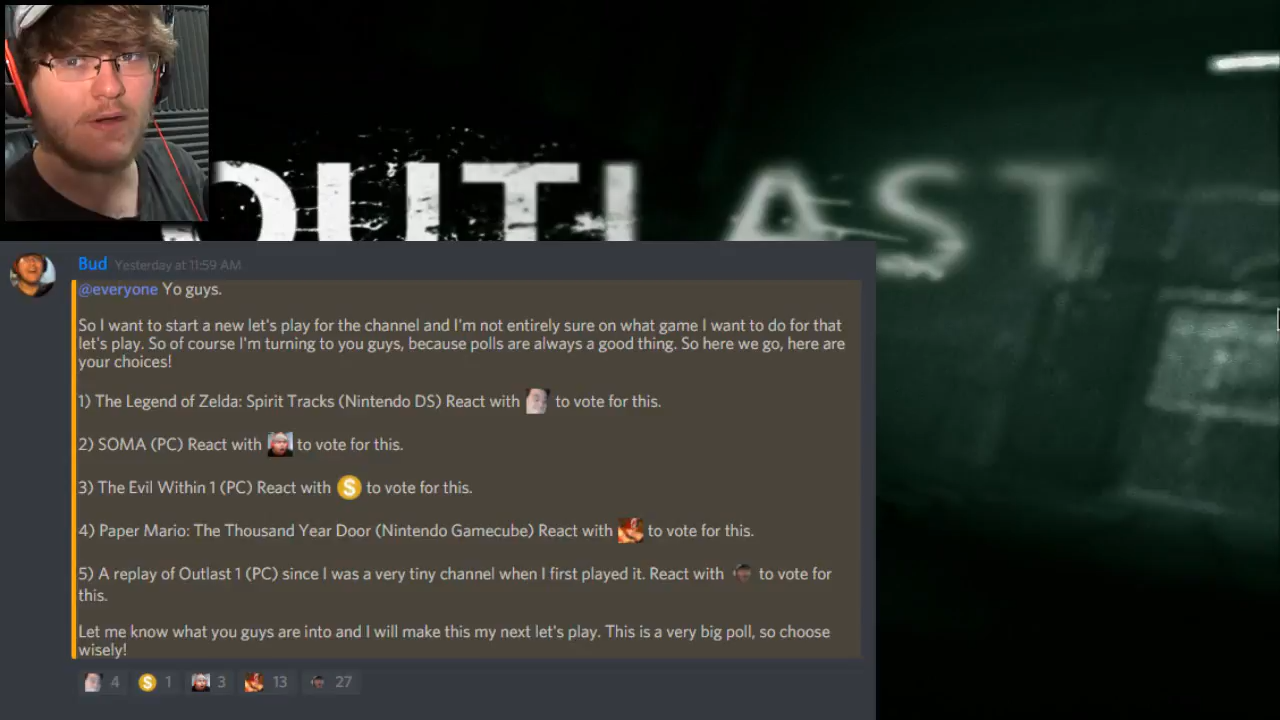 OUTLAST
Bud Yesterday at 11:59 AM
@everyone Yo guys.
So I want to start a new let's play for the channel and I'm not entirely sure on what game I want to do for that
let's play. So of course I'm turning to you guys, because polls are always a good thing. So here we go, here are
your choices!
1) The Legend of Zelda: Spirit Tracks (Nintendo DS) React with to vote for this.
2) SOMA (PC) React with to vote for this.
3) The Evil Within 1 (PC) React with $ to vote for this.
4) Paper Mario: The Thousand Year Door (Nintendo Gamecube) React with to vote for this.
5) A replay of Outlast 1 (PC) since I was a very tiny channel when I first played it. React with to vote for
this.
Let me know what you guys are into and I will make this my next let's play. This is a very big poll, so choose
wisely!
4 $ 1 3 13 27